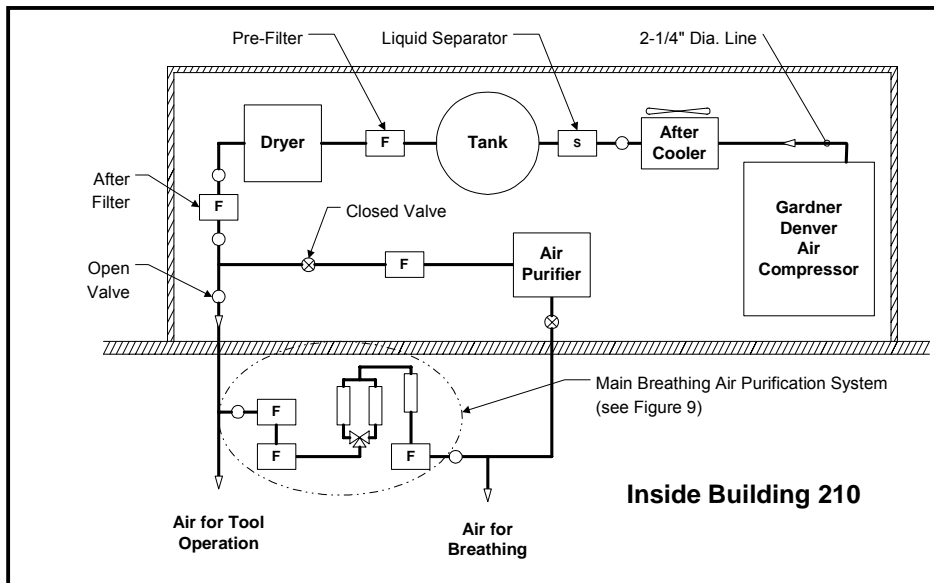 Pre-Filter
Liquid Separator
2-1/4" Dia. Line
Dryer
F
Tank
S
After
Cooler
After
Filter
F
Closed Valve
Gardner
Denver
Air
Compressor
F
Air
Purifier
Open
Valve
Main Breathing Air Purification System
(see Figure 9)
F
F
F
Inside Building 210
Air for Tool
Operation
Air for
Breathing